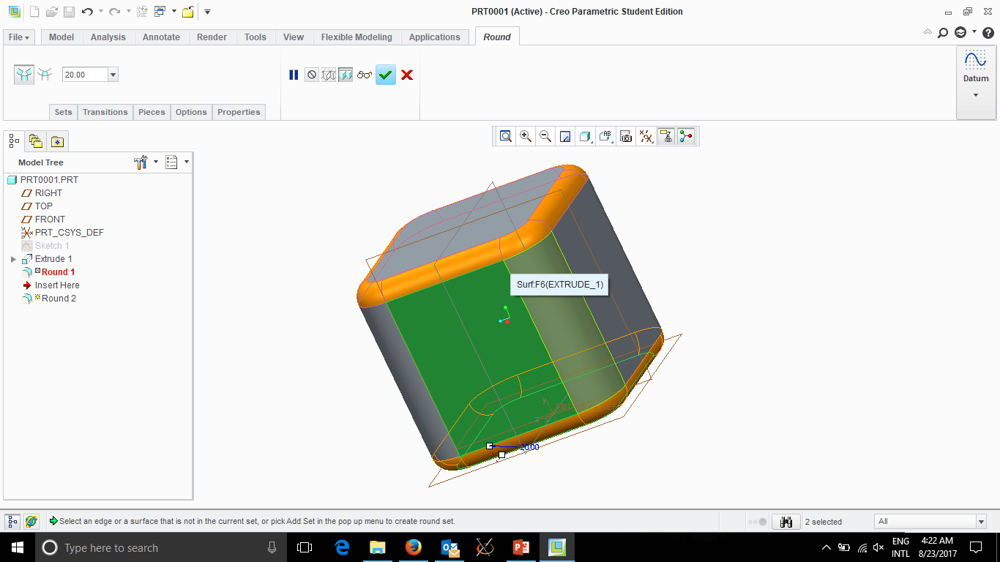 PRT0001 (Active) - Creo Parametric Student Edition
File Model Analysis Annotate Render Tools View Flexible Modeling Applications Round
20.00
Datum
Sets Transitions Pieces Options Properties
Model Tree
PRT0001.PRT
RIGHT
TOP
FRONT
PRT_CSYS_DEF
Sketch 1
Extrude 1
Round 1
Insert Here
Round 2
Surf:F6(EXTRUDE_1)
20.00
Select an edge or a surface that is not in the current set, or pick Add Set in the pop up menu to create round set.
2 selected
All
Type here to search
ENG
INTL
4:22 AM
8/23/2017